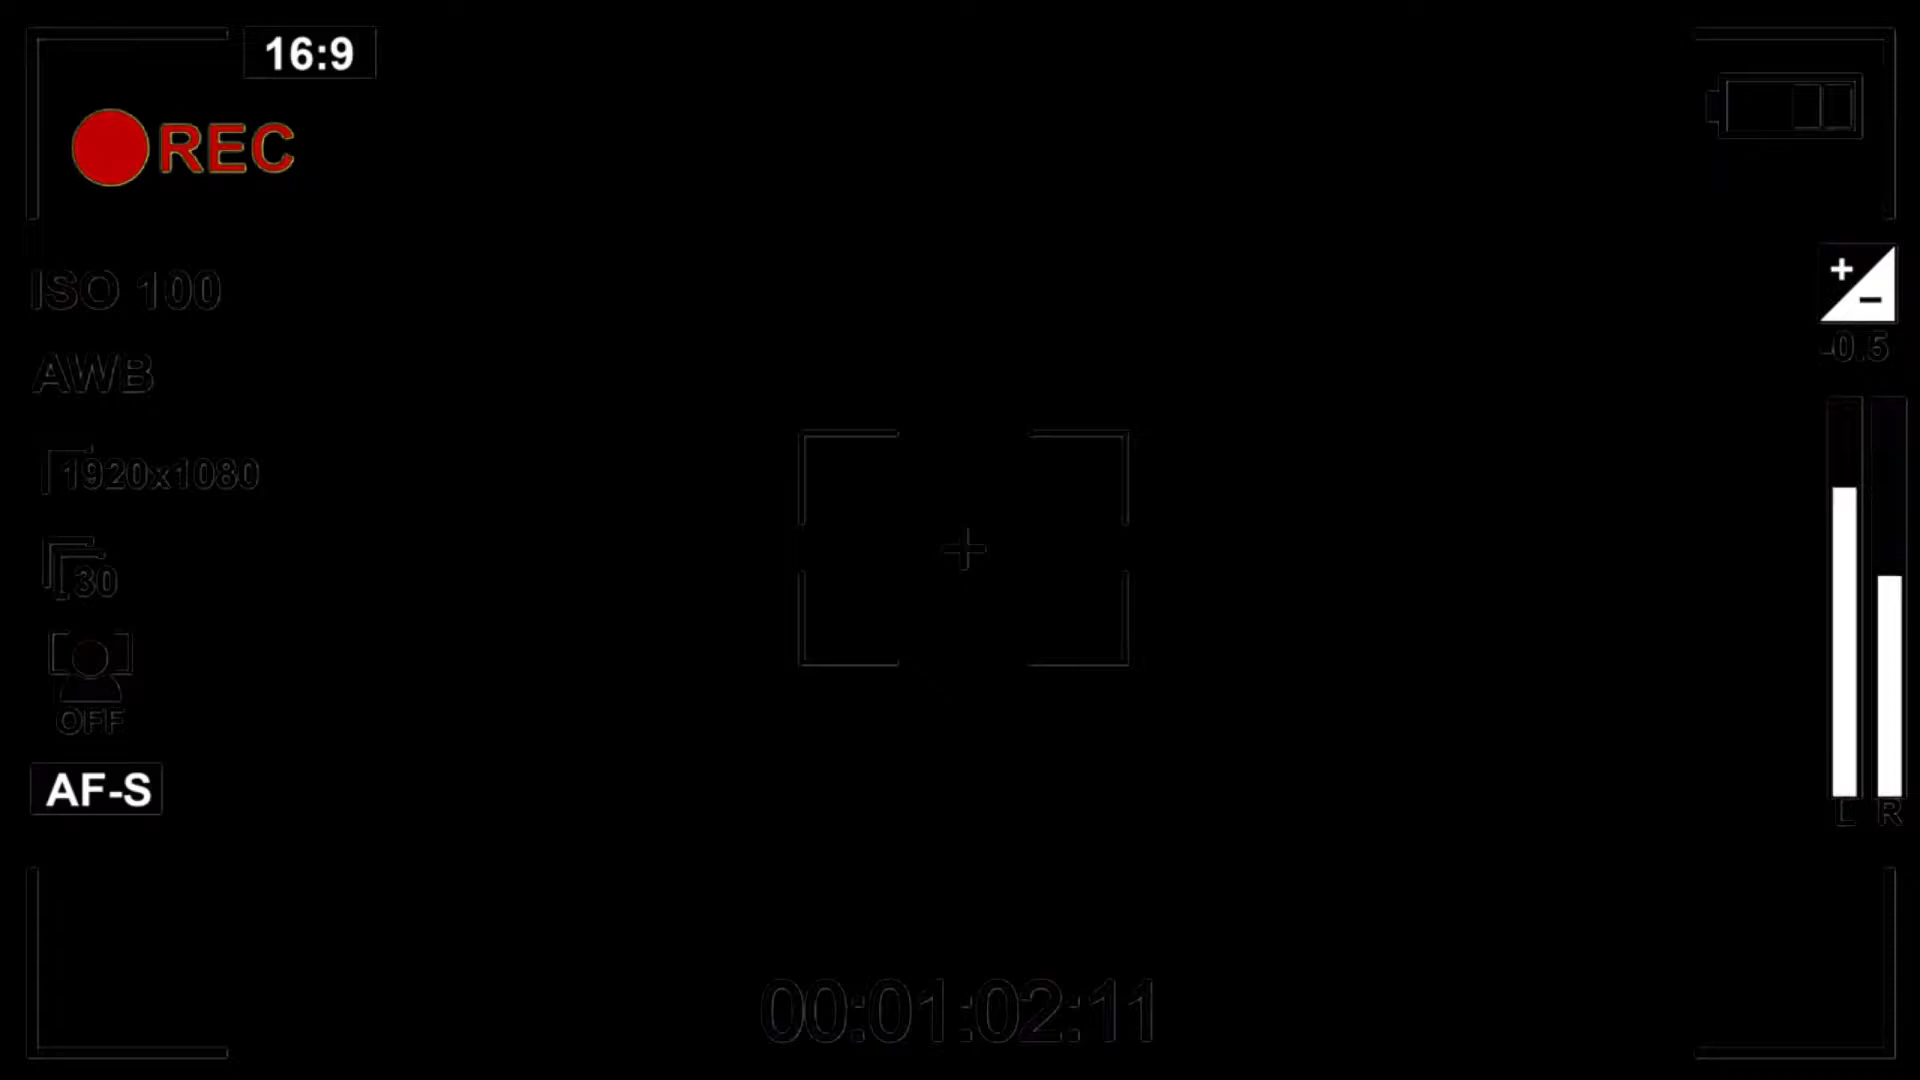 16:9
REC
ISO 100
AWB
1920x1080
30
OFF
AF-S
+
-
-0.5
L R
00:01:02:11